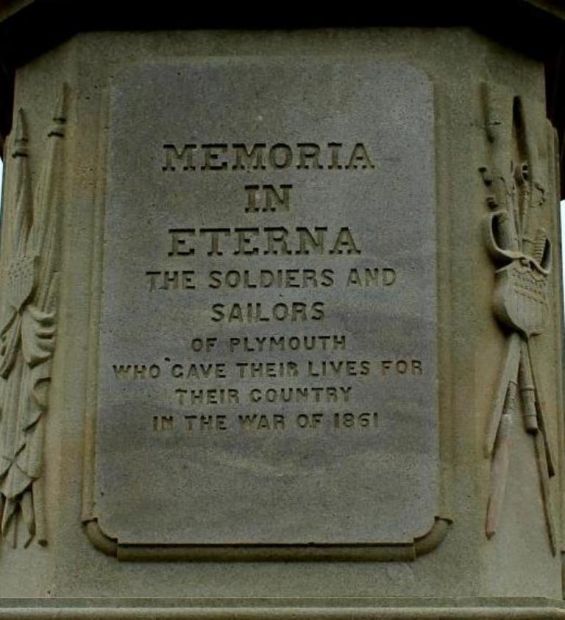 MEMORIA
IN
ETERNA
THE SOLDIERS AND
SAILORS
OF PLYMOUTH
WHO GAVE THEIR LIVES FOR
THEIR COUNTRY
IN THE WAR OF 1861